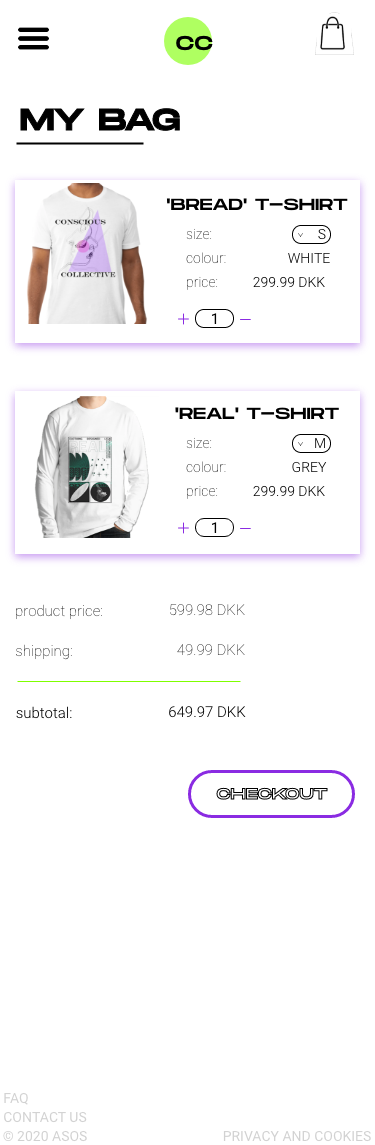 CC
MY BAG
'BREAD' T-SHIRT
CONSCIOUS
COLLECTIVE
size: S
colour: WHITE
price: 299.99 DKK
+ 1 −
'REAL' T-SHIRT
size: M
colour: GREY
price: 299.99 DKK
+ 1 −
product price: 599.98 DKK
shipping: 49.99 DKK
subtotal: 649.97 DKK
CHECKOUT
FAQ
CONTACT US
© 2020 ASOS PRIVACY AND COOKIES